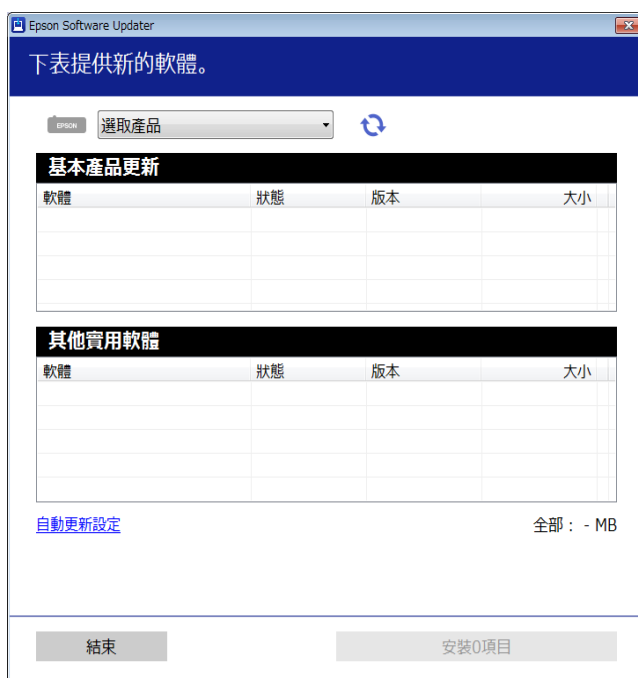 Epson Software Updater
下表提供新的軟體。
EPSON 選取產品
基本產品更新
軟體 狀態 版本 大小
其他實用軟體
軟體 狀態 版本 大小
自動更新設定 全部： - MB
結束 安裝0項目